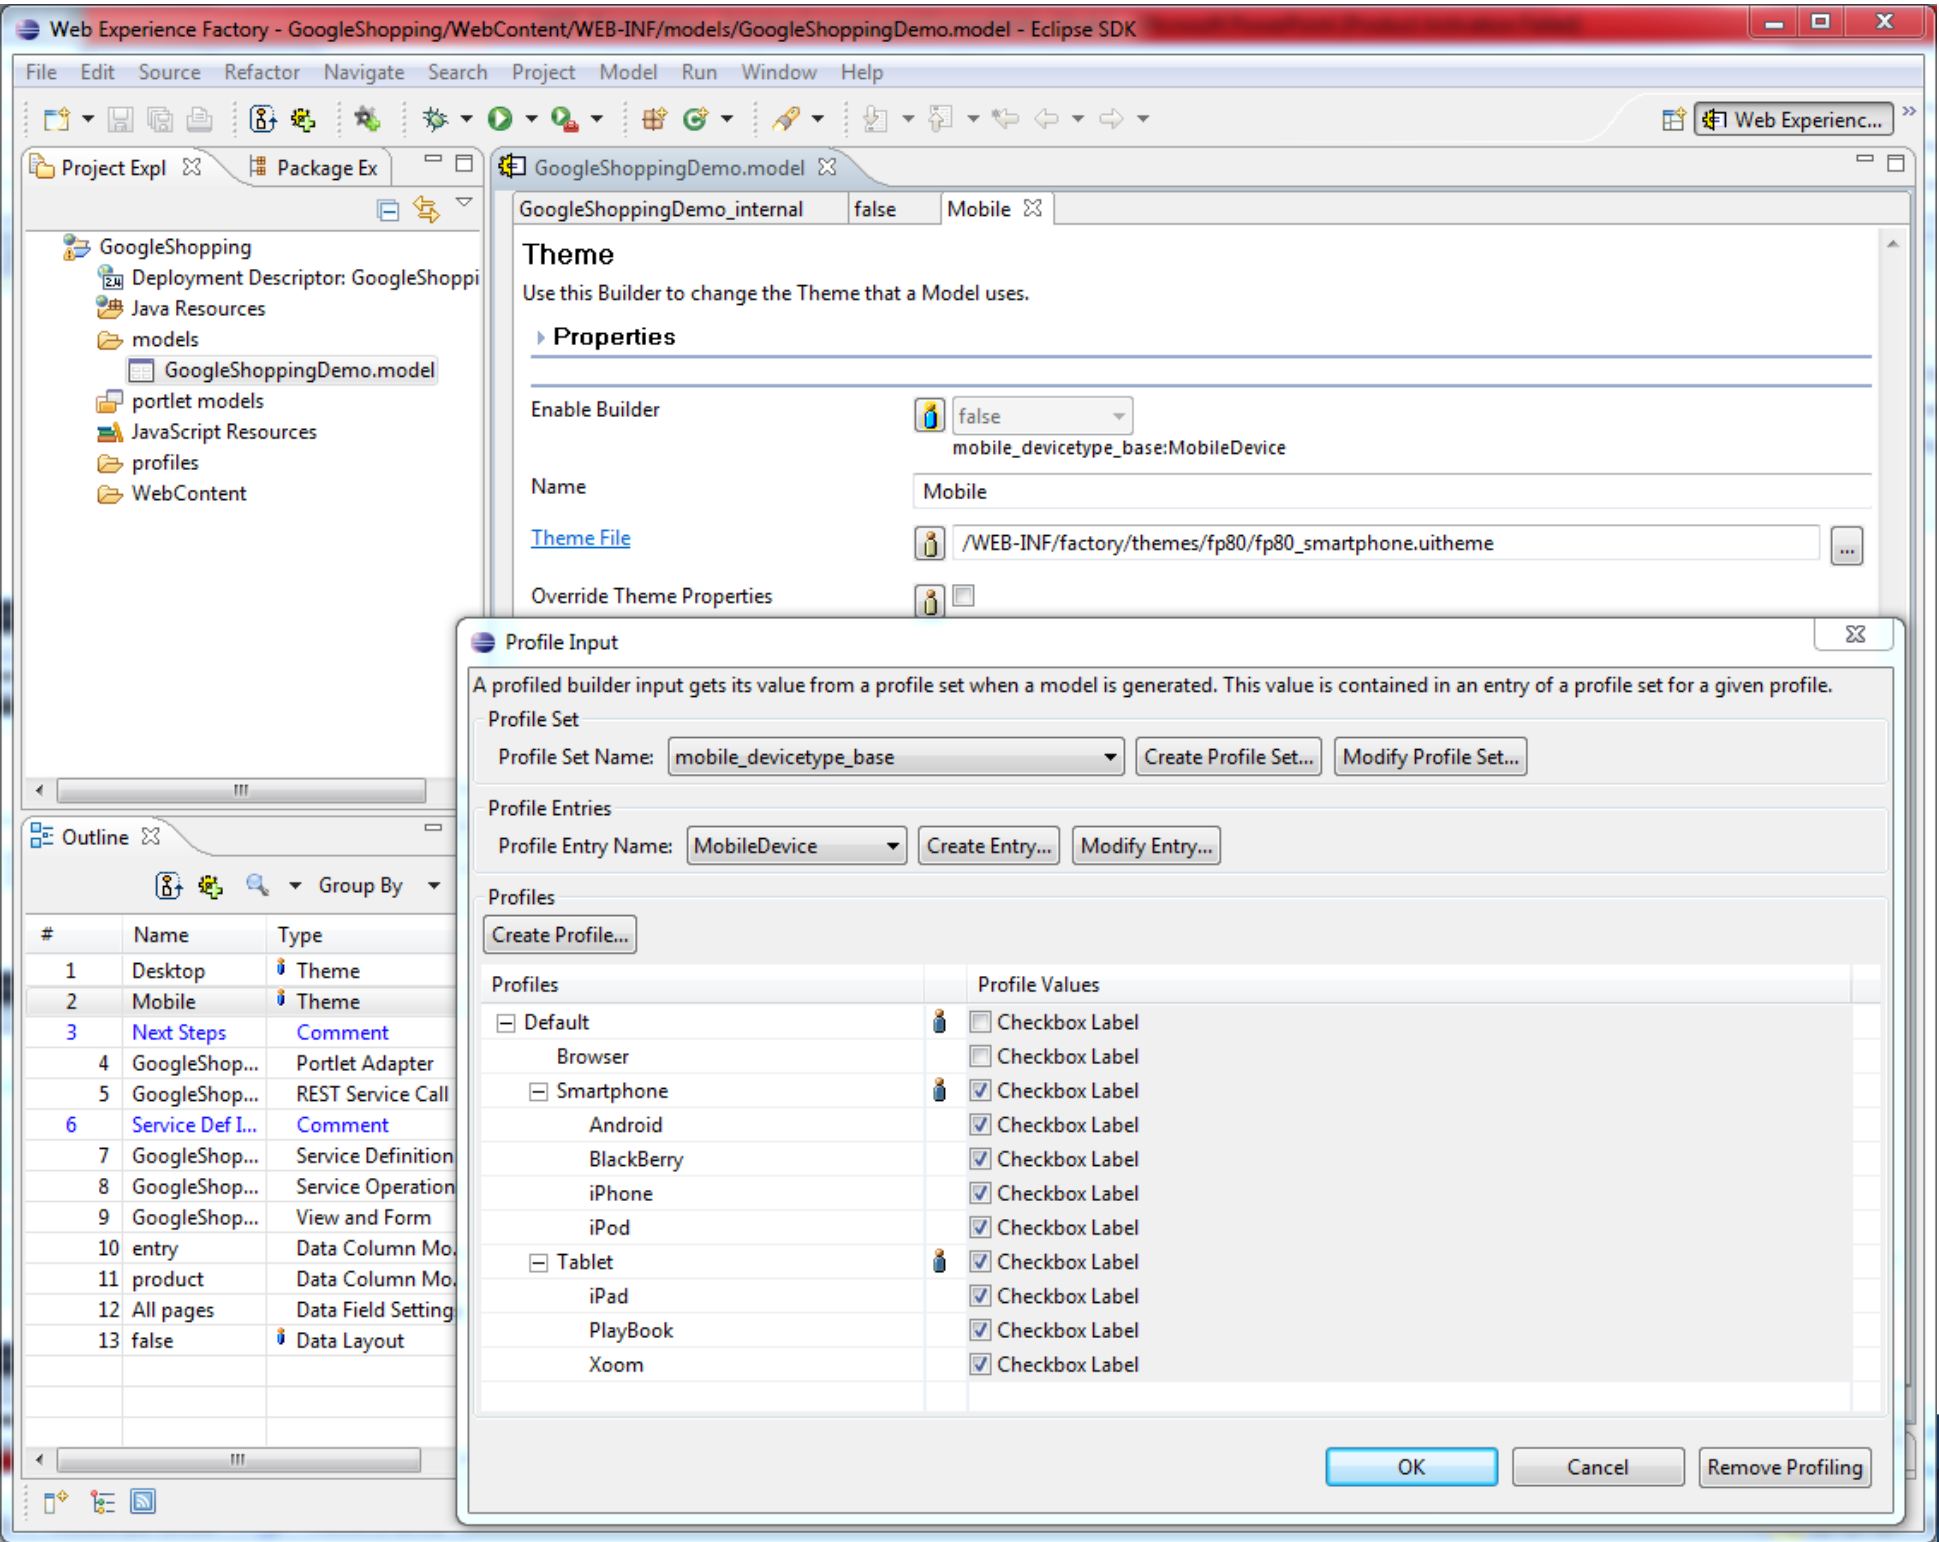 Web Experience Factory - GoogleShopping/WebContent/WEB-INF/models/GoogleShoppingDemo.model - Eclipse SDK
File Edit Source Refactor Navigate Search Project Model Run Window Help
Web Experienc...
Project Expl
Package Ex
GoogleShopping
Deployment Descriptor: GoogleShoppi
Java Resources
models
GoogleShoppingDemo.model
portlet models
JavaScript Resources
profiles
WebContent
GoogleShoppingDemo.model
GoogleShoppingDemo_internal false Mobile
Theme
Use this Builder to change the Theme that a Model uses.
Properties
Enable Builder false
mobile_devicetype_base:MobileDevice
Name Mobile
Theme File /WEB-INF/factory/themes/fp80/fp80_smartphone.uitheme ...
Override Theme Properties
Outline
Group By
# Name Type
1 Desktop Theme
2 Mobile Theme
3 Next Steps Comment
4 GoogleShop... Portlet Adapter
5 GoogleShop... REST Service Call
6 Service Def I... Comment
7 GoogleShop... Service Definition
8 GoogleShop... Service Operation
9 GoogleShop... View and Form
10 entry Data Column Mo.
11 product Data Column Mo.
12 All pages Data Field Setting
13 false Data Layout
Profile Input
A profiled builder input gets its value from a profile set when a model is generated. This value is contained in an entry of a profile set for a given profile.
Profile Set
Profile Set Name: mobile_devicetype_base Create Profile Set... Modify Profile Set...
Profile Entries
Profile Entry Name: MobileDevice Create Entry... Modify Entry...
Profiles
Create Profile...
Profiles Profile Values
Default Checkbox Label
Browser Checkbox Label
Smartphone Checkbox Label
Android Checkbox Label
BlackBerry Checkbox Label
iPhone Checkbox Label
iPod Checkbox Label
Tablet Checkbox Label
iPad Checkbox Label
PlayBook Checkbox Label
Xoom Checkbox Label
OK Cancel Remove Profiling